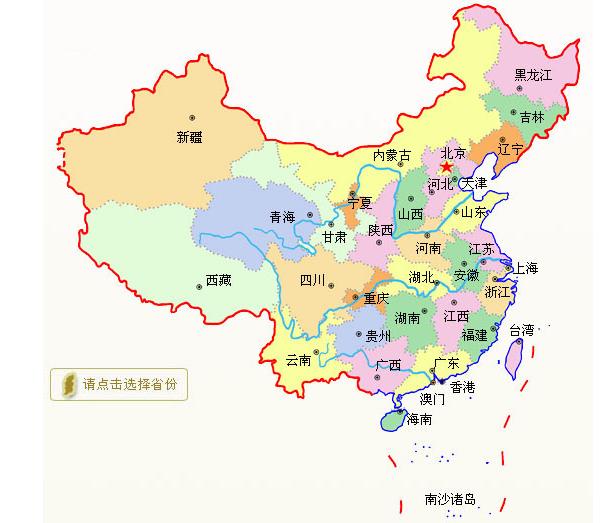 黑龙江
吉林
辽宁
新疆
内蒙古
北京
河北
天津
青海
宁夏
山西
山东
甘肃
陕西
河南
江苏
西藏
四川
湖北
安徽
上海
重庆
浙江
湖南
江西
贵州
福建
台湾
云南
广西
广东
请点击选择省份
香港
澳门
海南
南沙诸岛